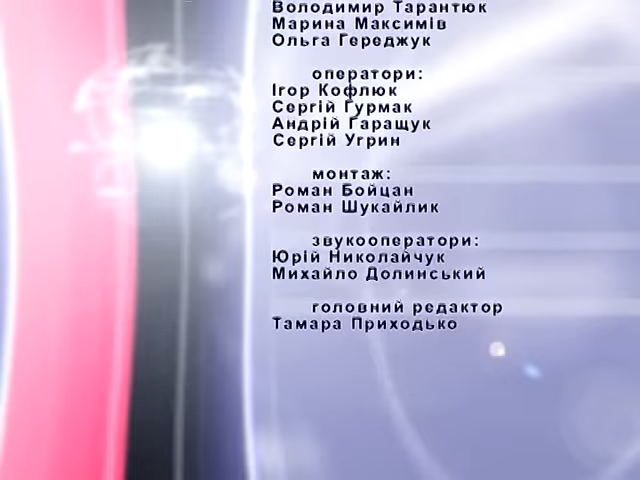 Володимир Тарантюк
Марина Максимів
Ольга Гереджук
оператори:
Ігор Кофлюк
Сергій Гурмак
Андрій Гаращук
Сергій Угрин
монтаж:
Роман Бойцан
Роман Шукайлик
звукооператори:
Юрій Николайчук
Михайло Долинський
головний редактор
Тамара Приходько